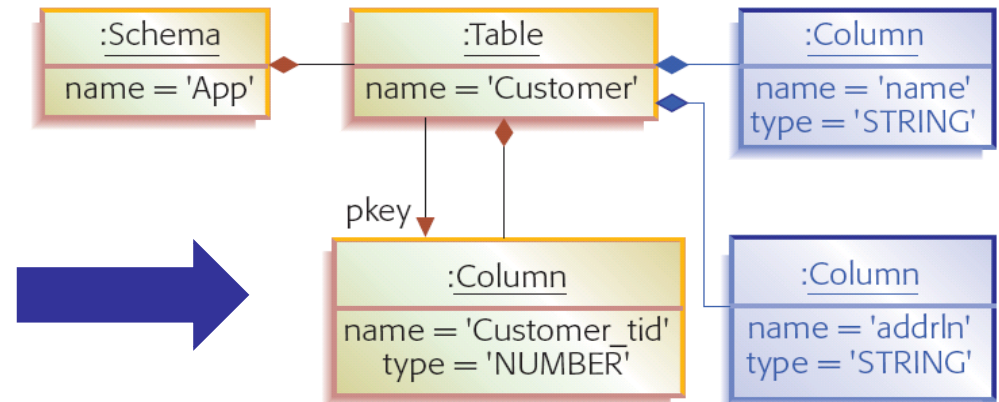 :Schema
name = 'App'
:Table
name = 'Customer'
:Column
name = 'name'
type = 'STRING'
pkey
:Column
name = 'Customer_tid'
type = 'NUMBER'
:Column
name = 'addrln'
type = 'STRING'